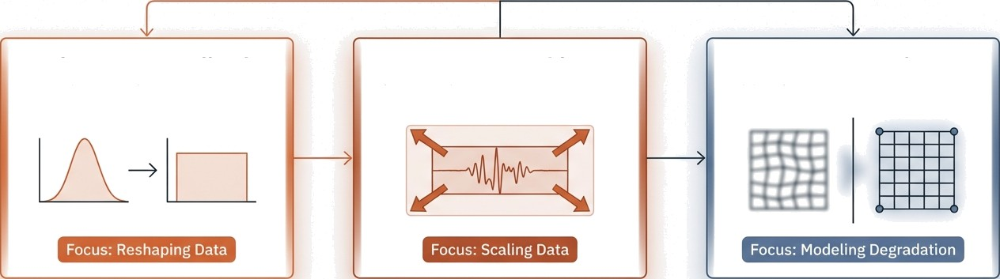 Focus: Reshaping Data
Focus: Scaling Data
Focus: Modeling Degradation